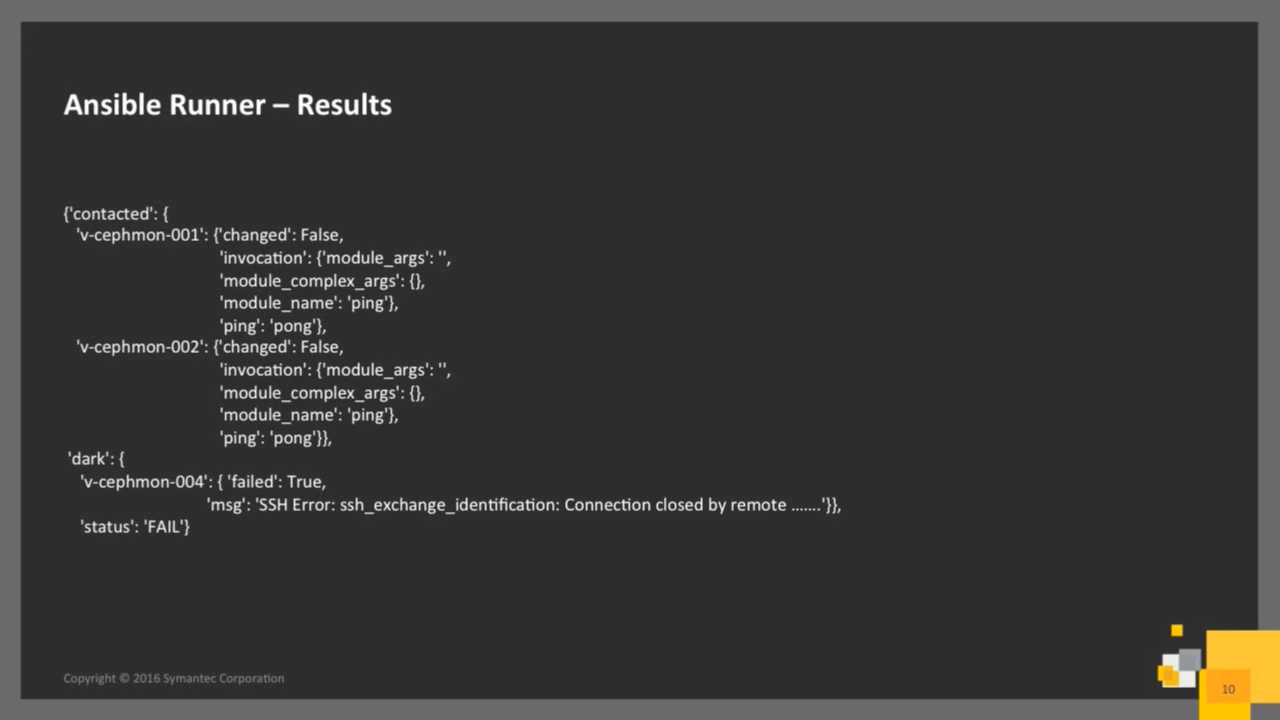 Ansible Runner – Results
{'contacted': {
'v-cephmon-001': {'changed': False,
'invocation': {'module_args': '',
'module_complex_args': {},
'module_name': 'ping'},
'ping': 'pong'},
'v-cephmon-002': {'changed': False,
'invocation': {'module_args': '',
'module_complex_args': {},
'module_name': 'ping'},
'ping': 'pong'}},
'dark': {
'v-cephmon-004': { 'failed': True,
'msg': 'SSH Error: ssh_exchange_identification: Connection closed by remote .......'}},
'status': 'FAIL'}
Copyright © 2016 Symantec Corporation
10